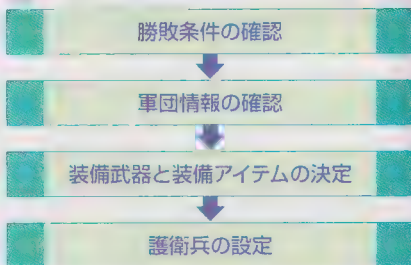 勝敗条件の確認
軍団情報の確認
装備武器と装備アイテムの決定
護衛兵の設定